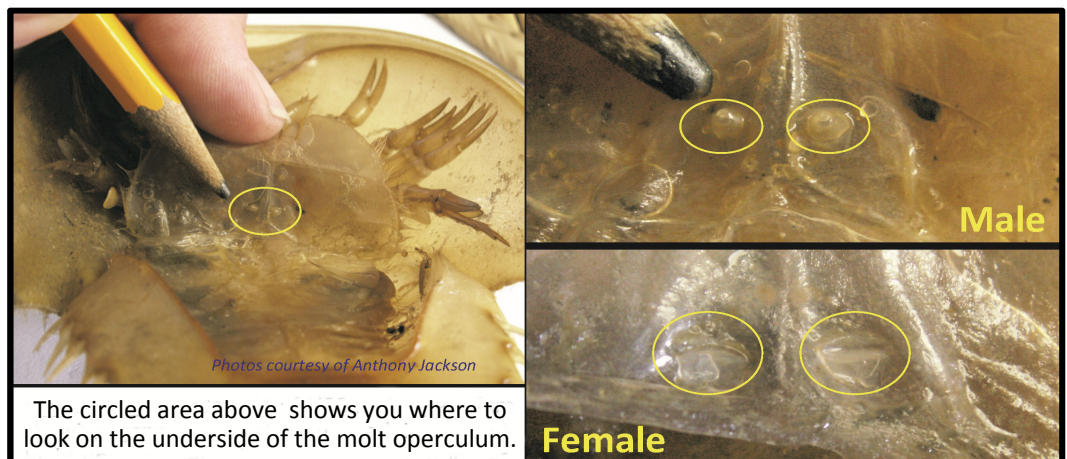 Photos courtesy of Anthony Jackson
The circled area above shows you where to
look on the underside of the molt operculum.
Male
Female